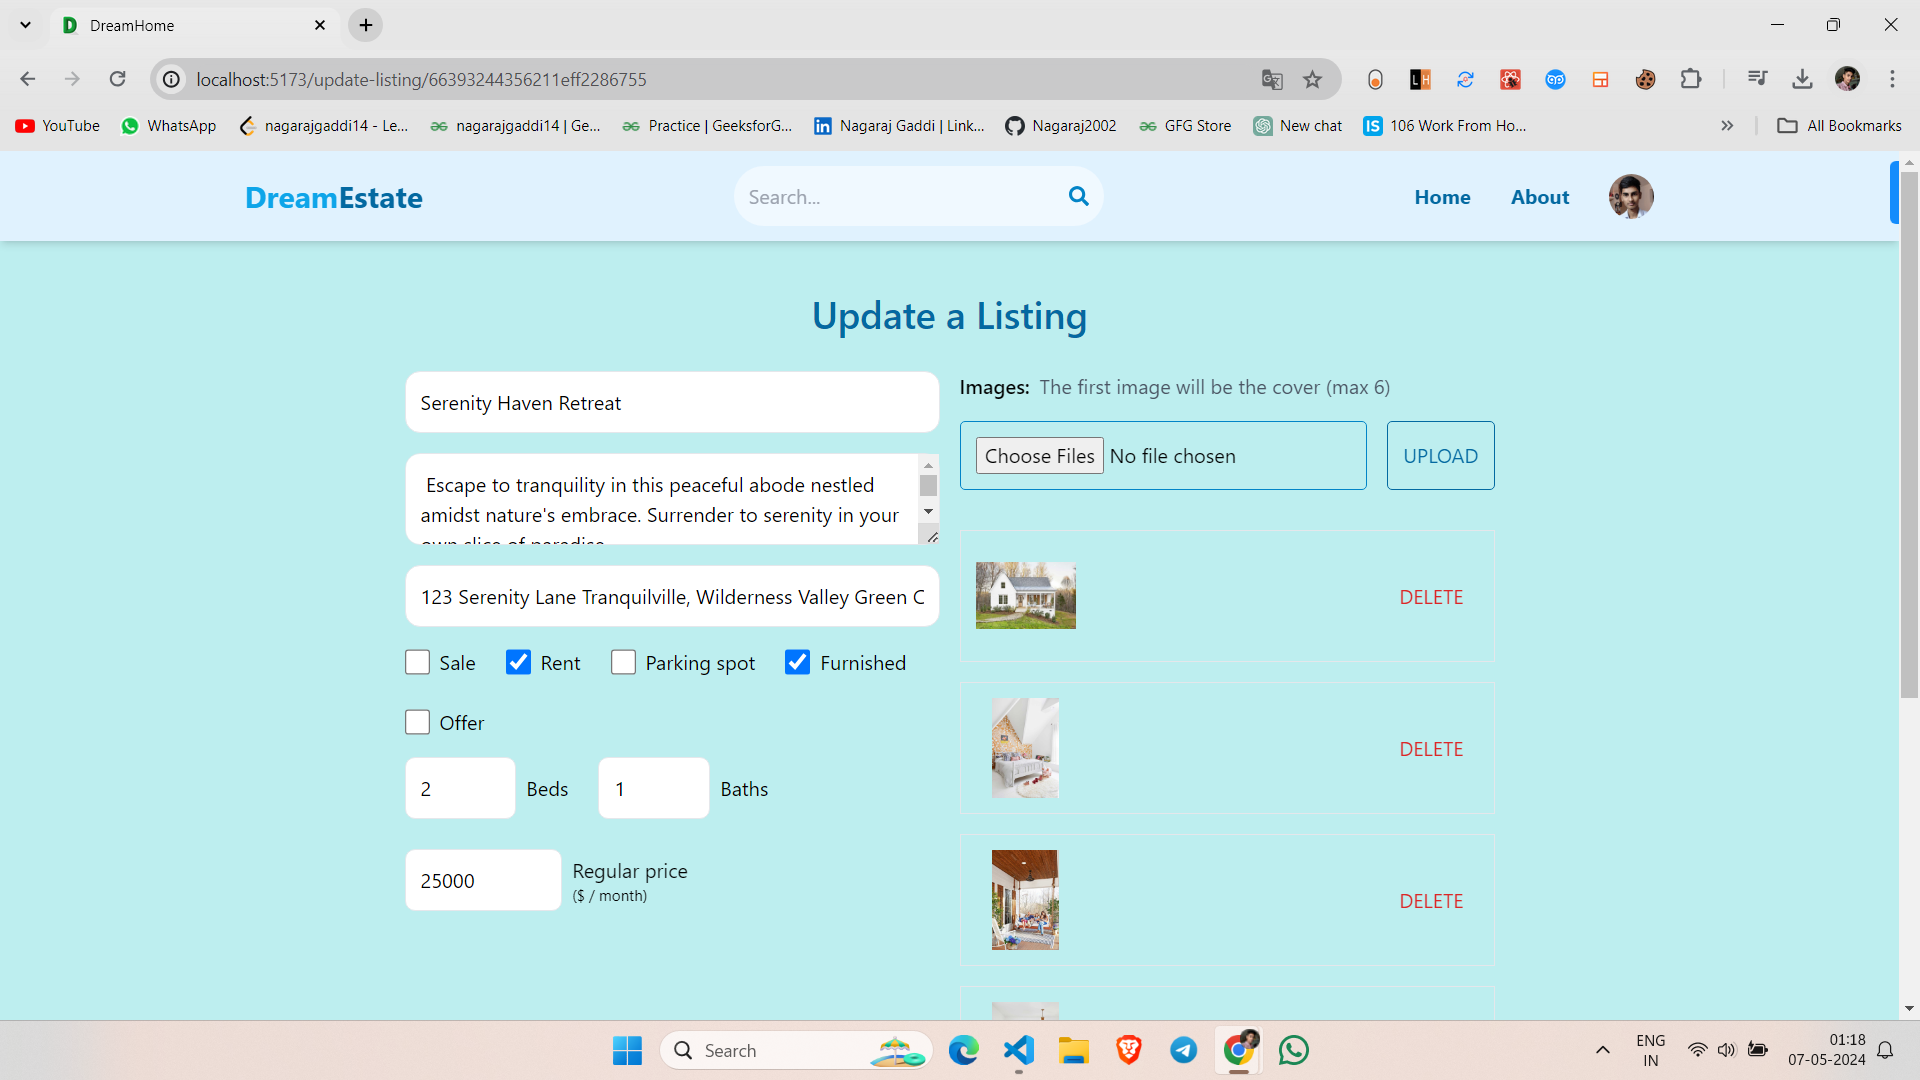 DreamHome
localhost:5173/update-listing/66393244356211eff2286755
YouTube
WhatsApp
nagarajgaddi14 - Le...
nagarajgaddi14 | Ge...
Practice | GeeksforG...
Nagaraj Gaddi | Link...
Nagaraj2002
GFG Store
New chat
106 Work From Ho...
All Bookmarks
DreamEstate
Search...
Home
About
Update a Listing
Serenity Haven Retreat
Escape to tranquility in this peaceful abode nestled
amidst nature's embrace. Surrender to serenity in your
own slice of paradise
123 Serenity Lane Tranquilville, Wilderness Valley Green C
Sale
Rent
Parking spot
Furnished
Offer
2 Beds
1 Baths
25000
Regular price
($ / month)
Images: The first image will be the cover (max 6)
Choose Files No file chosen
UPLOAD
DELETE
DELETE
DELETE
Search
ENG
IN
01:18
07-05-2024